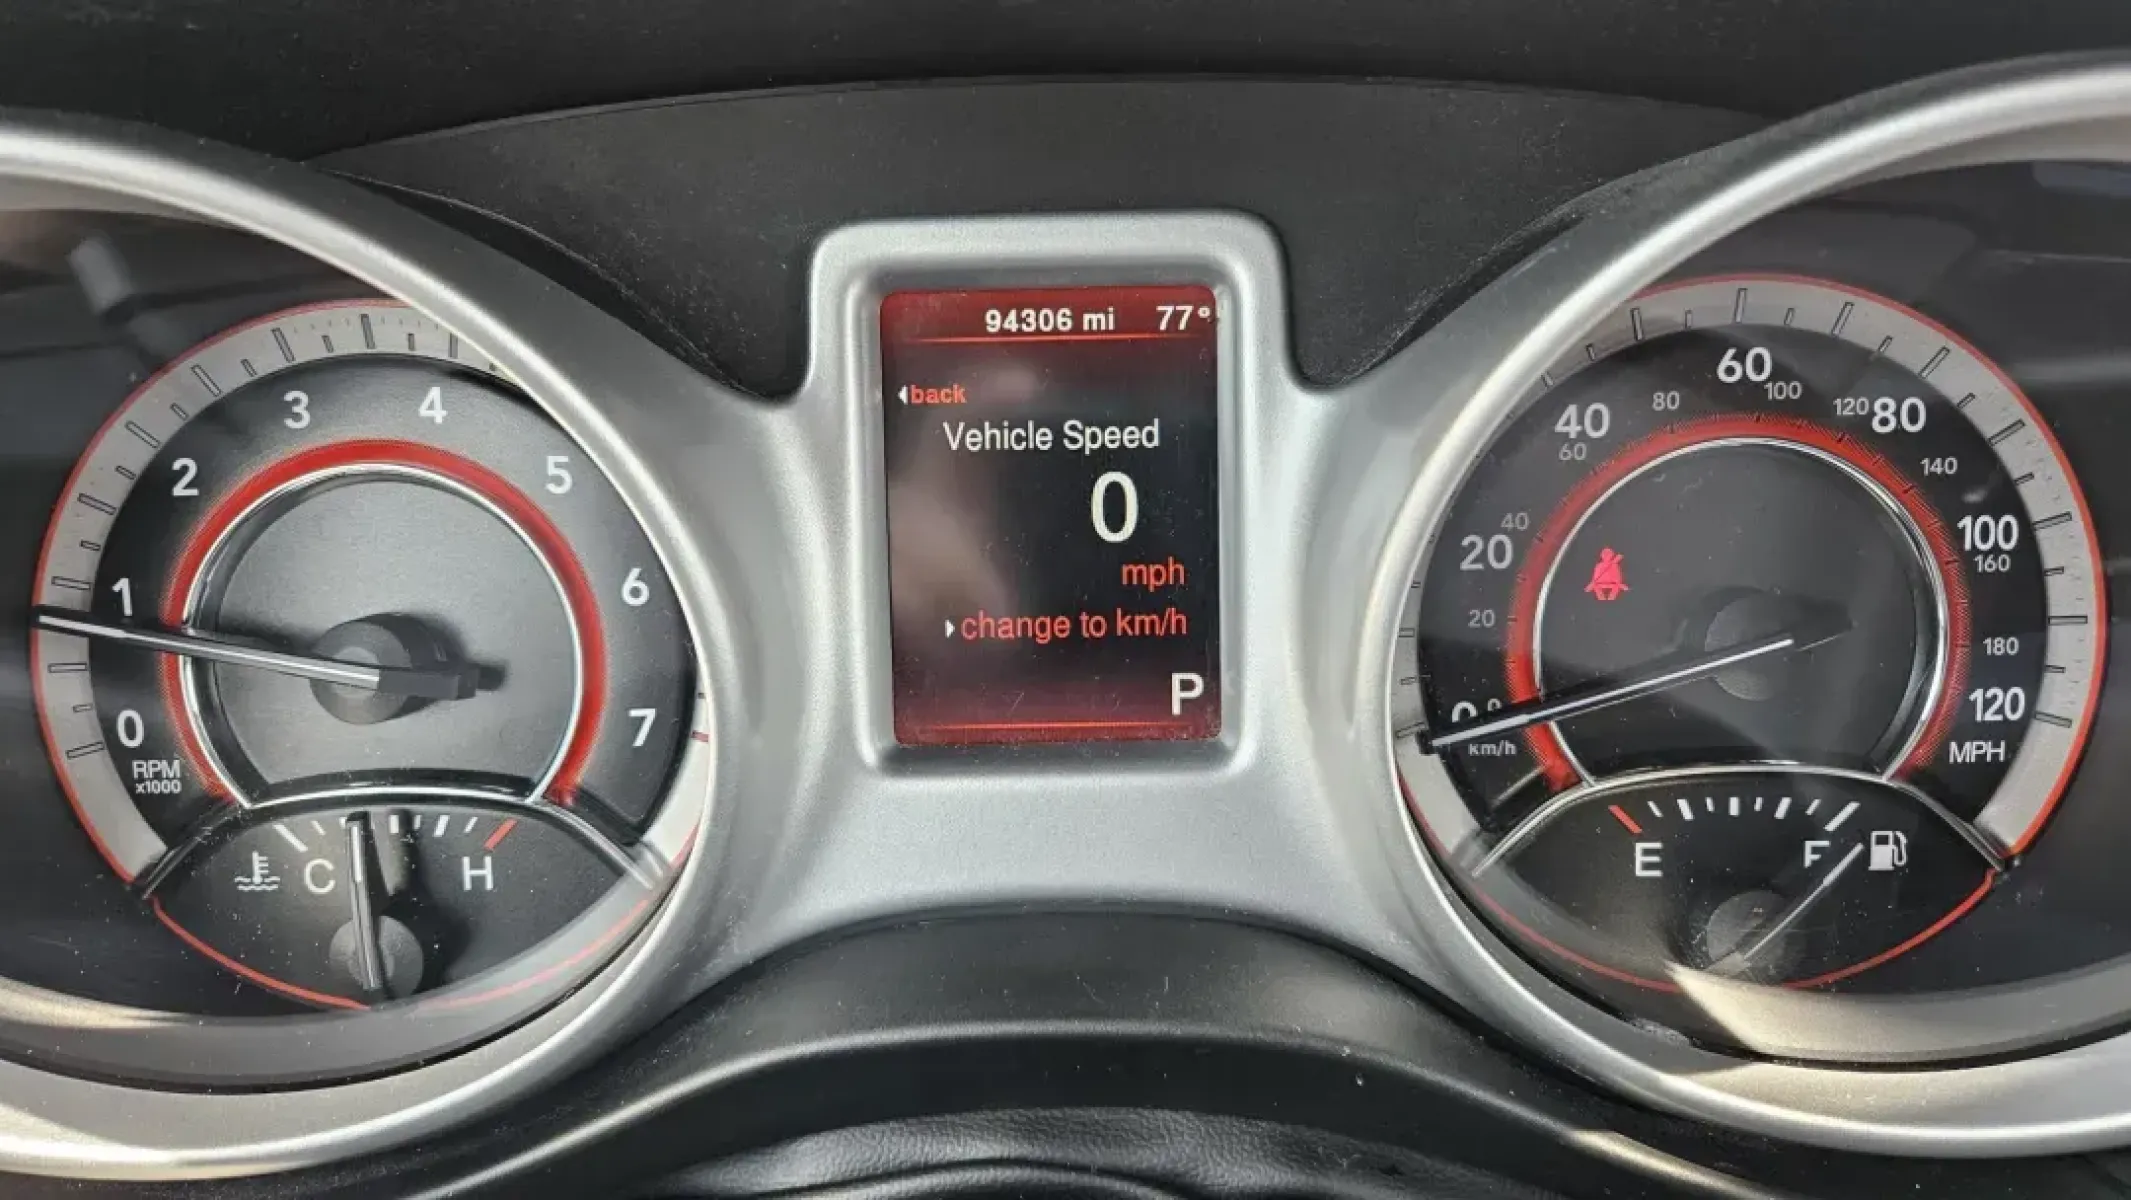 94306 mi 77°
back
Vehicle Speed
0
mph
change to km/h
P
0 1 2 3 4 5 6 7
RPM
x1000
C H
0 20 40 60 80 100 120
MPH
0 20 40 60 80 100 120 140 160 180
km/h
E F